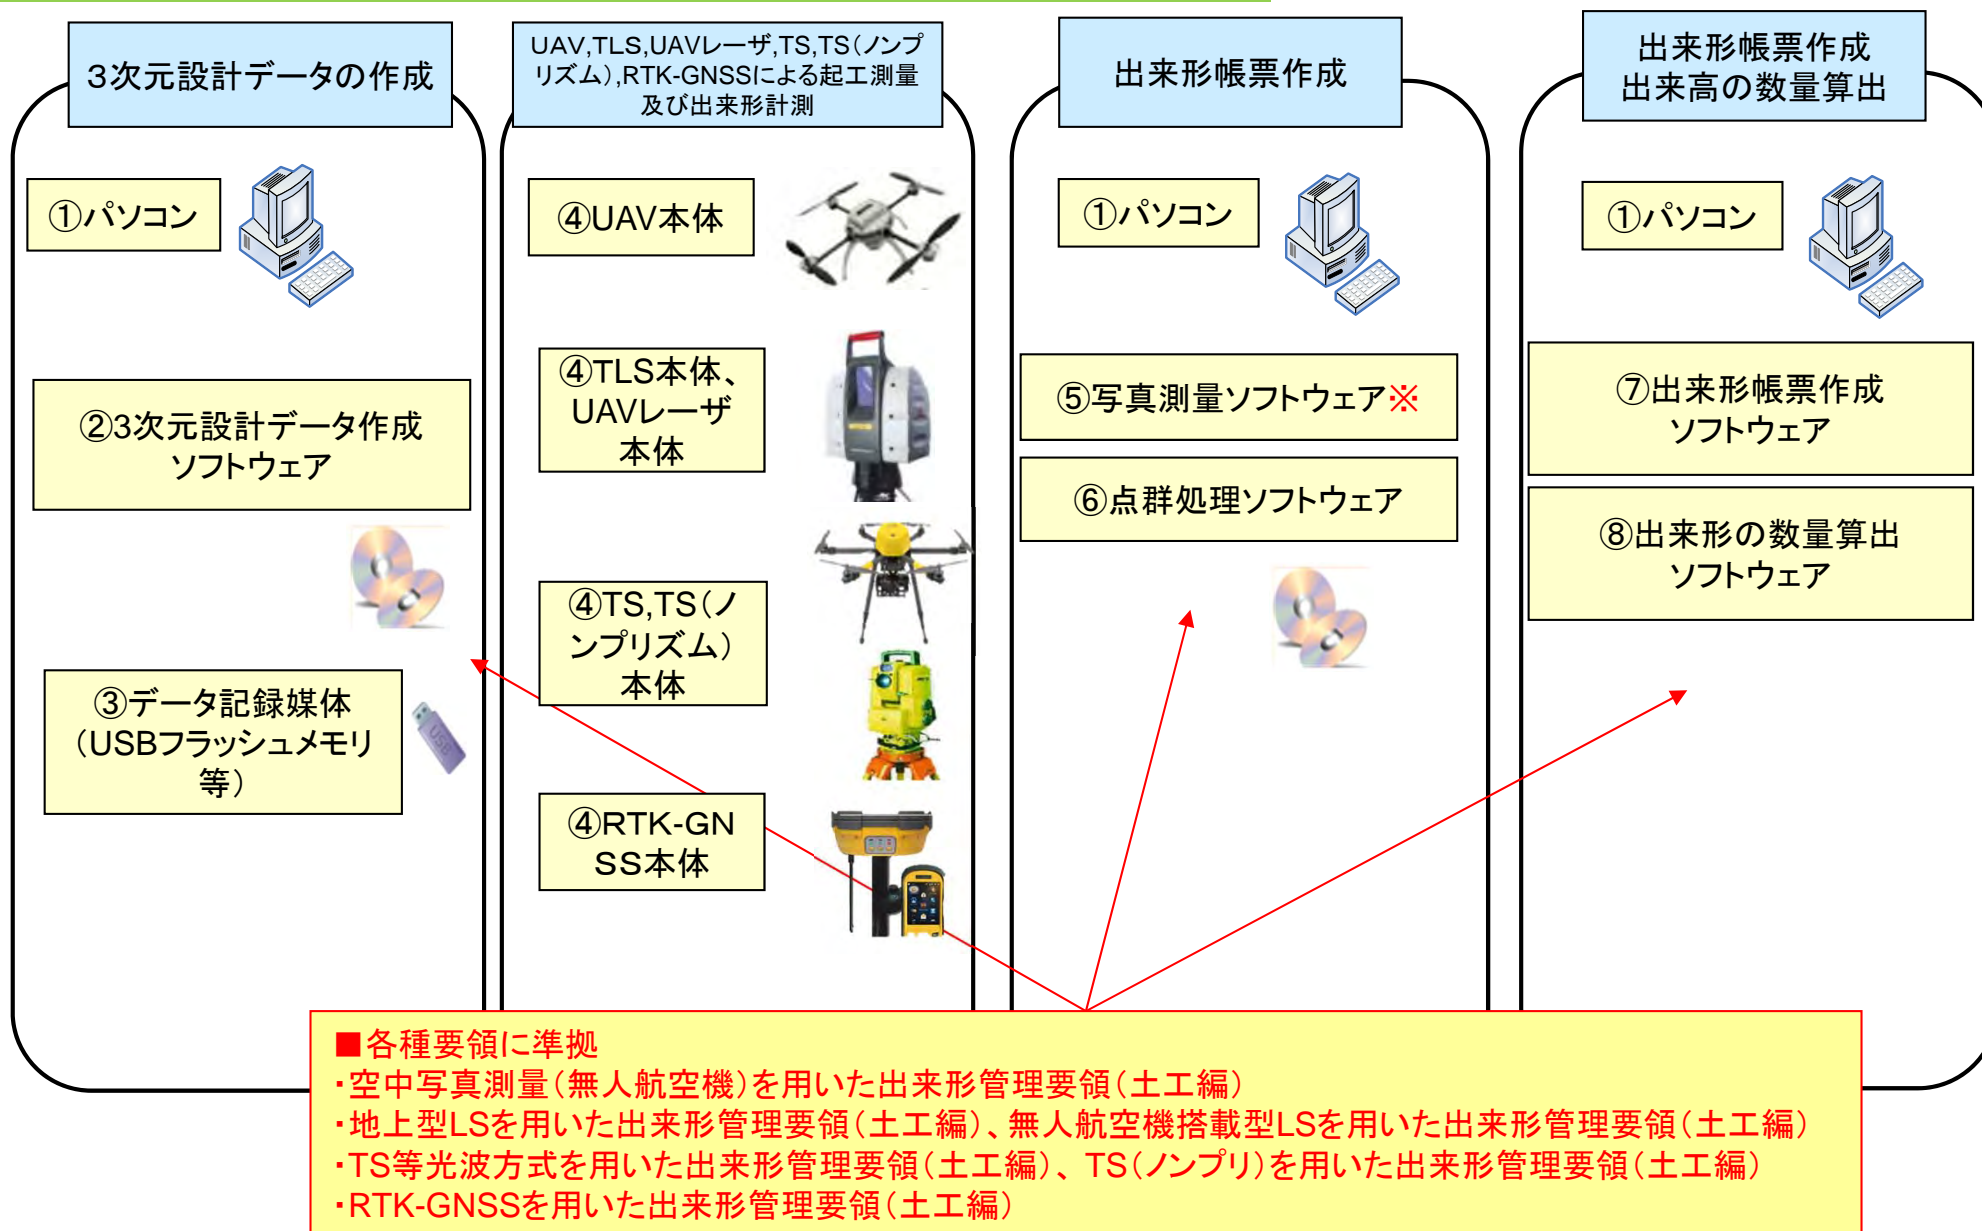 3次元設計データの作成
①パソコン
②3次元設計データ作成
ソフトウェア
③データ記録媒体
（USBフラッシュメモリ
等）
USB
UAV,TLS,UAVレーザ,TS,TS（ノンプ
リズム）,RTK-GNSSによる起工測量
及び出来形計測
④UAV本体
④TLS本体、
UAVレーザ
本体
④TS,TS（ノ
ンプリズム）
本体
④RTK-GN
SS本体
出来形帳票作成
①パソコン
⑤写真測量ソフトウェア※
⑥点群処理ソフトウェア
出来形帳票作成
出来高の数量算出
①パソコン
⑦出来形帳票作成
ソフトウェア
⑧出来形の数量算出
ソフトウェア
■各種要領に準拠
・空中写真測量（無人航空機）を用いた出来形管理要領（土工編）
・地上型LSを用いた出来形管理要領（土工編）、無人航空機搭載型LSを用いた出来形管理要領（土工編）
・TS等光波方式を用いた出来形管理要領（土工編）、TS（ノンプリ）を用いた出来形管理要領（土工編）
・RTK-GNSSを用いた出来形管理要領（土工編）